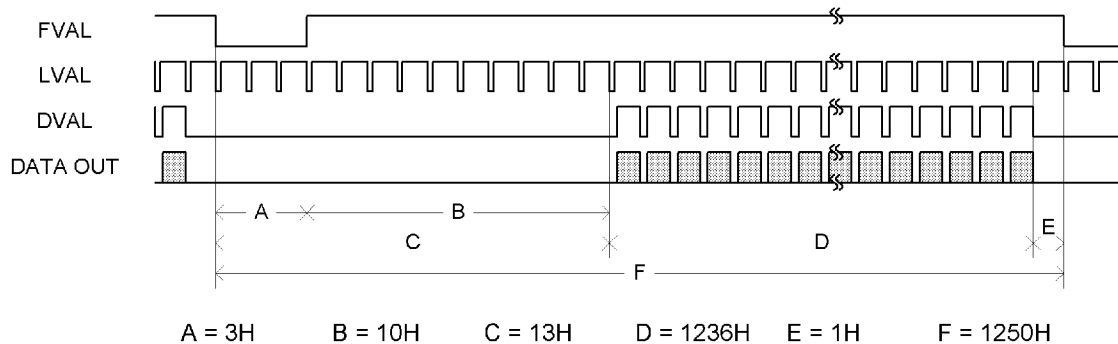 FVAL
LVAL
DVAL
DATA OUT
A B
C D E
F
A = 3H B = 10H C = 13H D = 1236H E = 1H F = 1250H